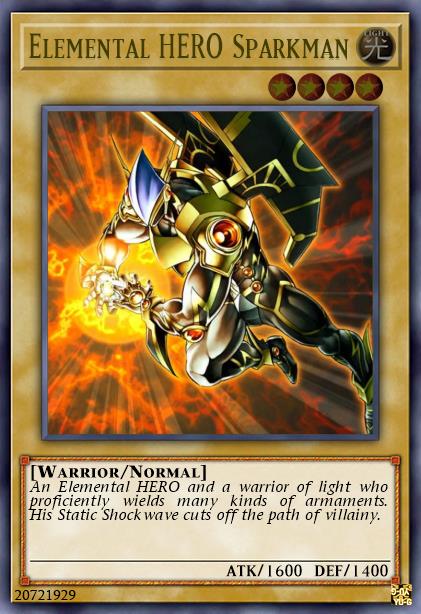 Elemental HERO Sparkman
LIGHT
光
[Warrior/Normal]
An Elemental HERO and a warrior of light who
proficiently wields many kinds of armaments.
His Static Shockwave cuts off the path of villainy.
ATK/1600 DEF/1400
20721929